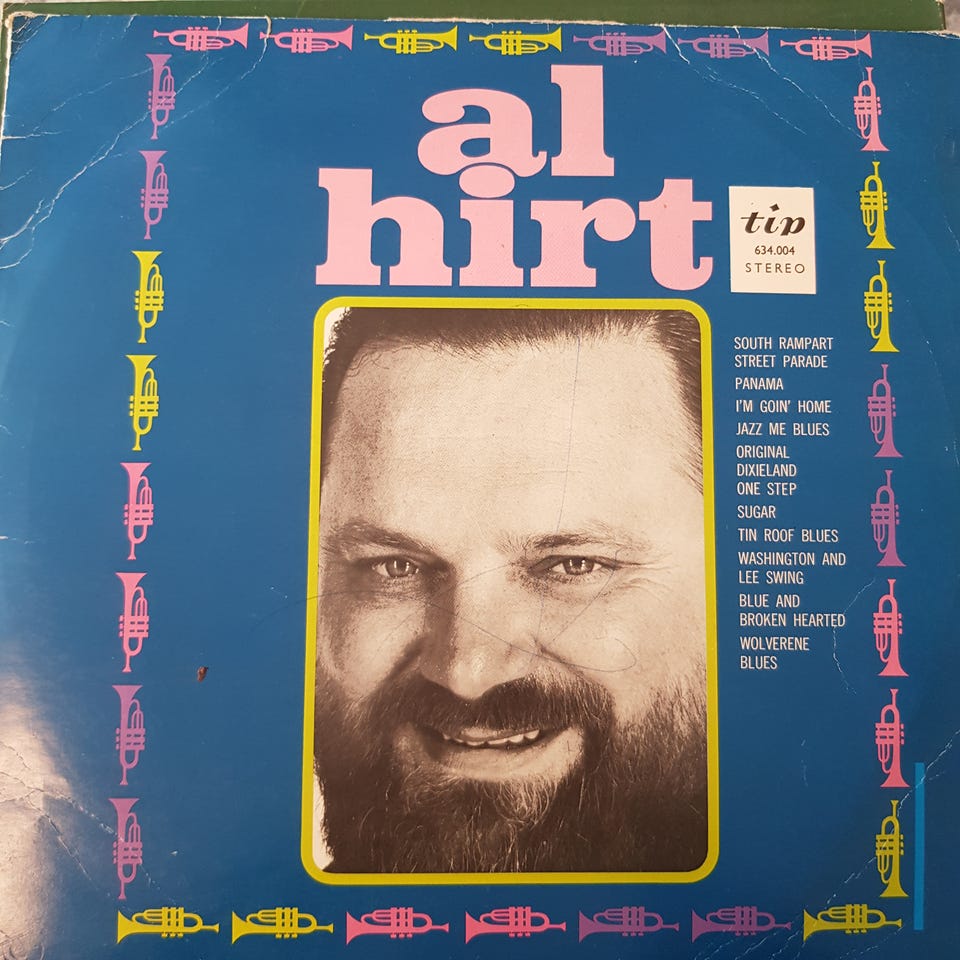 al
hirt
tip
634.004
STEREO
SOUTH RAMPART
STREET PARADE
PANAMA
I'M GOIN' HOME
JAZZ ME BLUES
ORIGINAL
DIXIELAND
ONE STEP
SUGAR
TIN ROOF BLUES
WASHINGTON AND
LEE SWING
BLUE AND
BROKEN HEARTED
WOLVERENE
BLUES